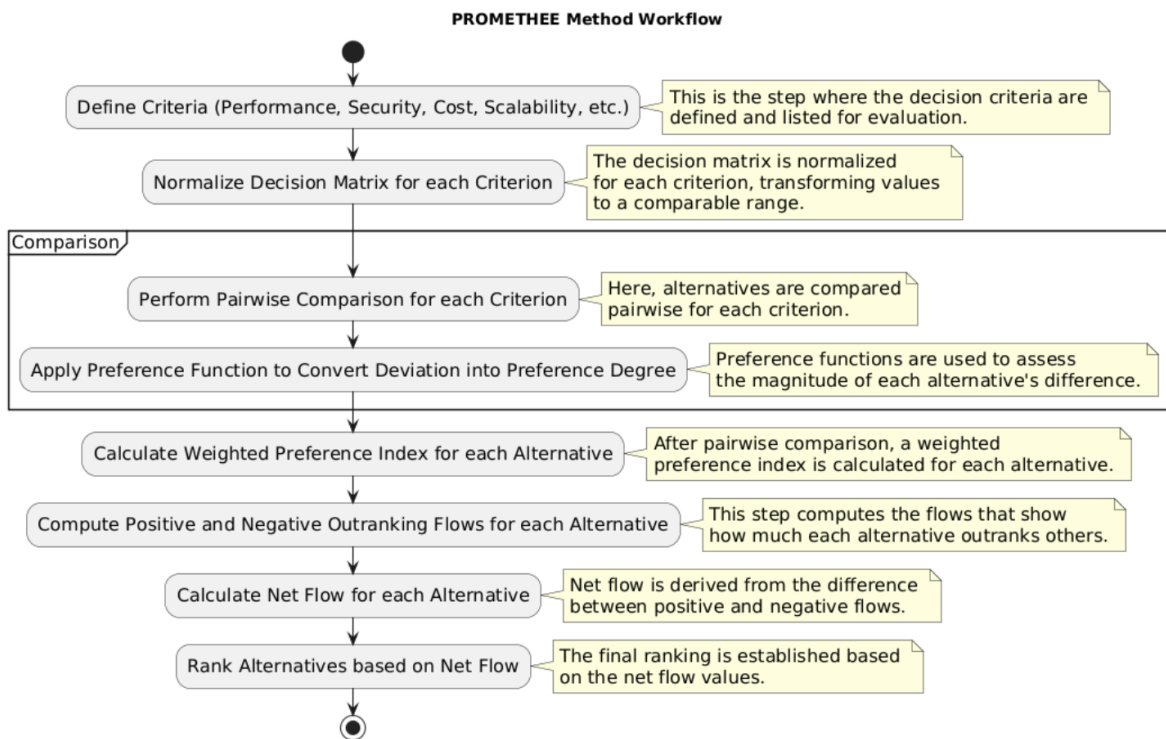 PROMETHEE Method Workflow
Define Criteria (Performance, Security, Cost, Scalability, etc.)
This is the step where the decision criteria are
defined and listed for evaluation.
Normalize Decision Matrix for each Criterion
The decision matrix is normalized
for each criterion, transforming values
to a comparable range.
Comparison
Perform Pairwise Comparison for each Criterion
Here, alternatives are compared
pairwise for each criterion.
Apply Preference Function to Convert Deviation into Preference Degree
Preference functions are used to assess
the magnitude of each alternative's difference.
Calculate Weighted Preference Index for each Alternative
After pairwise comparison, a weighted
preference index is calculated for each alternative.
Compute Positive and Negative Outranking Flows for each Alternative
This step computes the flows that show
how much each alternative outranks others.
Calculate Net Flow for each Alternative
Net flow is derived from the difference
between positive and negative flows.
Rank Alternatives based on Net Flow
The final ranking is established based
on the net flow values.